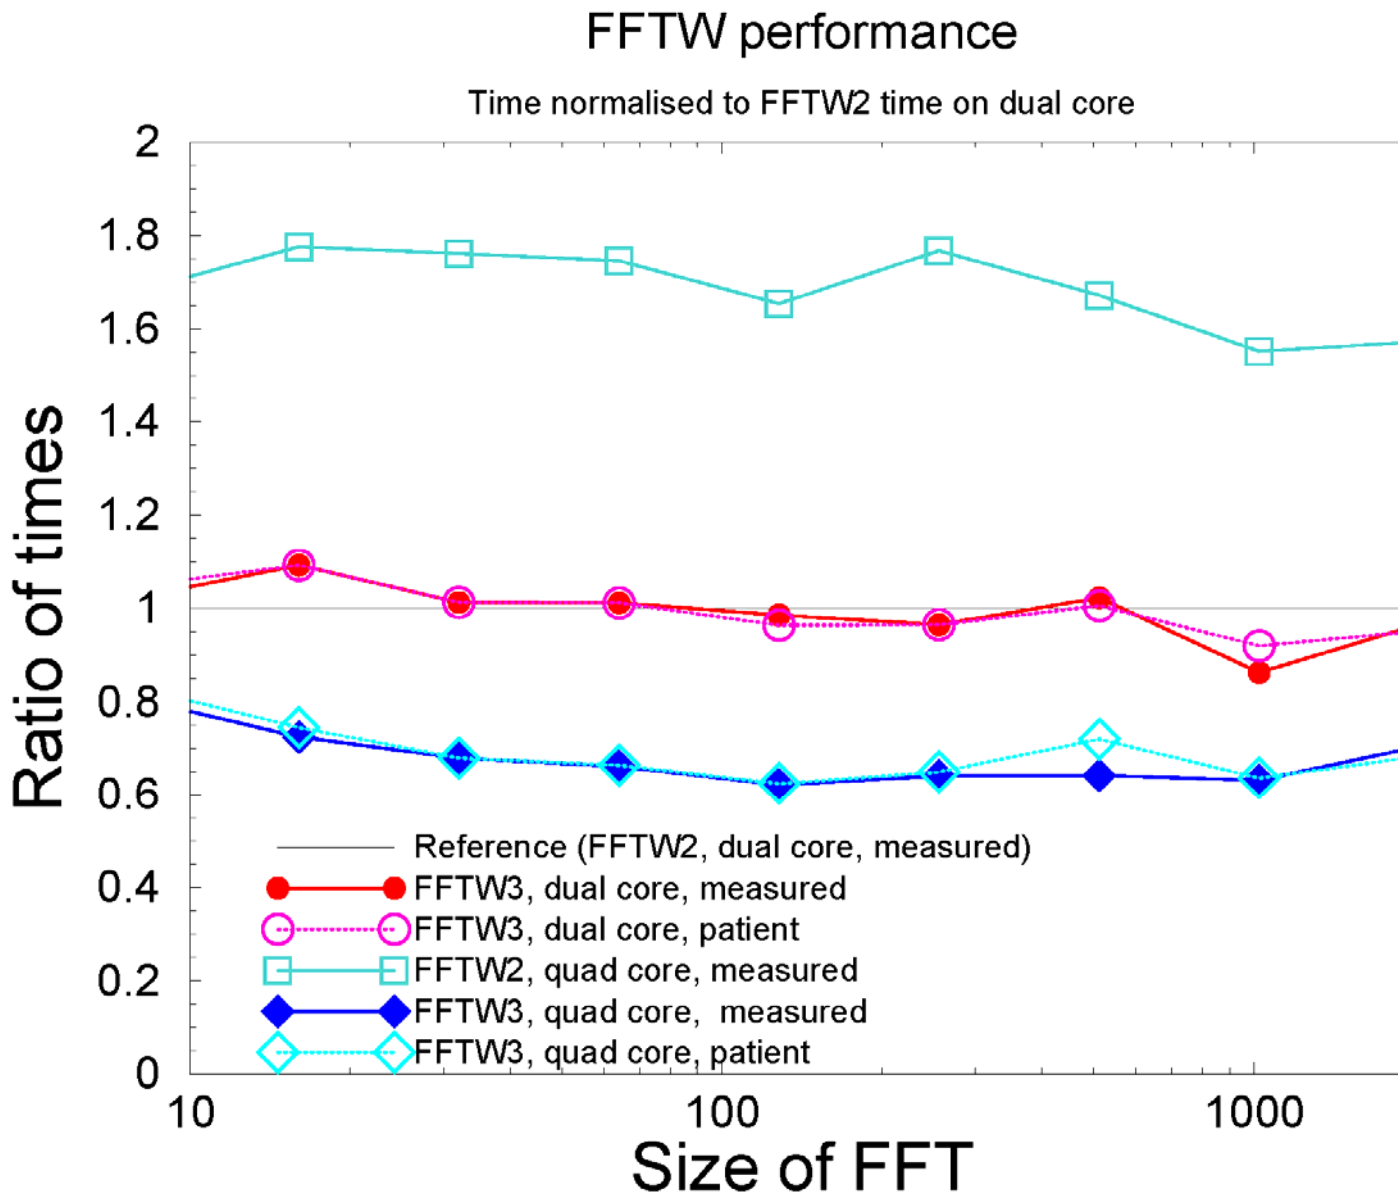 FFTW performance
Time normalised to FFTW2 time on dual core
2
1.8
1.6
1.4
1.2
1
0.8
0.6
0.4
0.2
0
Ratio of times
Reference (FFTW2, dual core, measured)
FFTW3, dual core, measured
FFTW3, dual core, patient
FFTW2, quad core, measured
FFTW3, quad core,  measured
FFTW3, quad core, patient
10 100 1000
Size of FFT